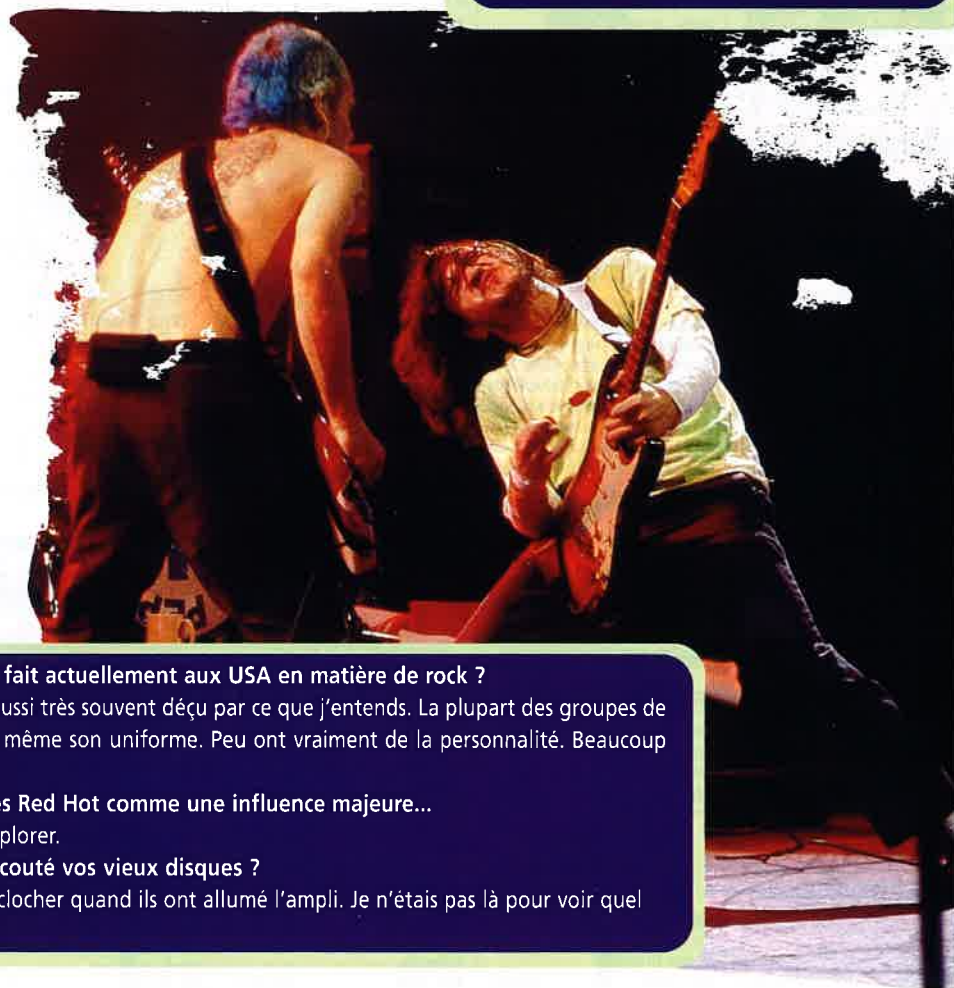 fait actuellement aux USA en matière de rock ?
ussi très souvent déçu par ce que j'entends. La plupart des groupes de
même son uniforme. Peu ont vraiment de la personnalité. Beaucoup
es Red Hot comme une influence majeure...
plorer.
couté vos vieux disques ?
clocher quand ils ont allumé l'ampli. Je n'étais pas là pour voir quel